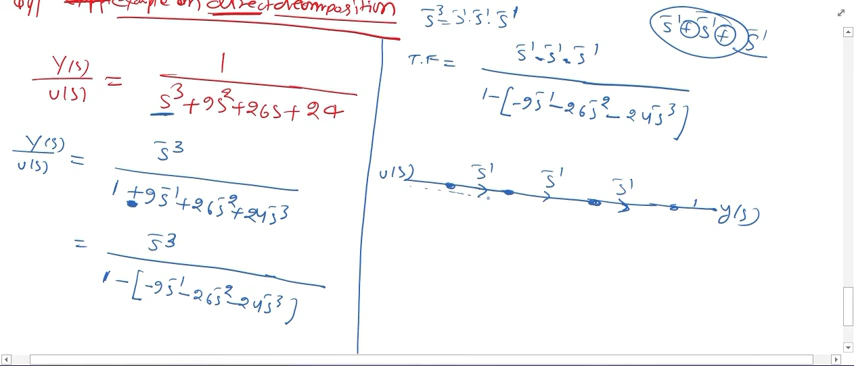 example on direct decomposition
Y(s)/U(s) = 1 / (s³+9s²+26s+24)
Y(s)/U(s) = s⁻³ / (1+9s⁻¹+26s⁻²+24s⁻³)
= s⁻³ / (1-[-9s⁻¹-26s⁻²-24s⁻³])
s⁻³=s⁻¹.s⁻¹.s⁻¹
s⁻¹+s⁻¹+s⁻¹
T.F = s⁻¹.s⁻¹.s⁻¹ / (1-[-9s⁻¹-26s⁻²-24s⁻³])
U(s) s⁻¹ s⁻¹ s⁻¹ 1 Y(s)